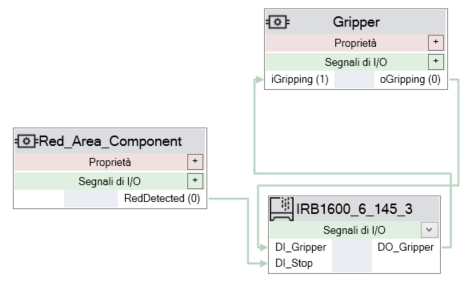 Gripper
Proprietà +
Segnali di I/O +
iGripping (1) oGripping (0)
Red_Area_Component
Proprietà +
Segnali di I/O +
RedDetected (0)
IRB1600_6_145_3
Segnali di I/O
DI_Gripper DO_Gripper
DI_Stop